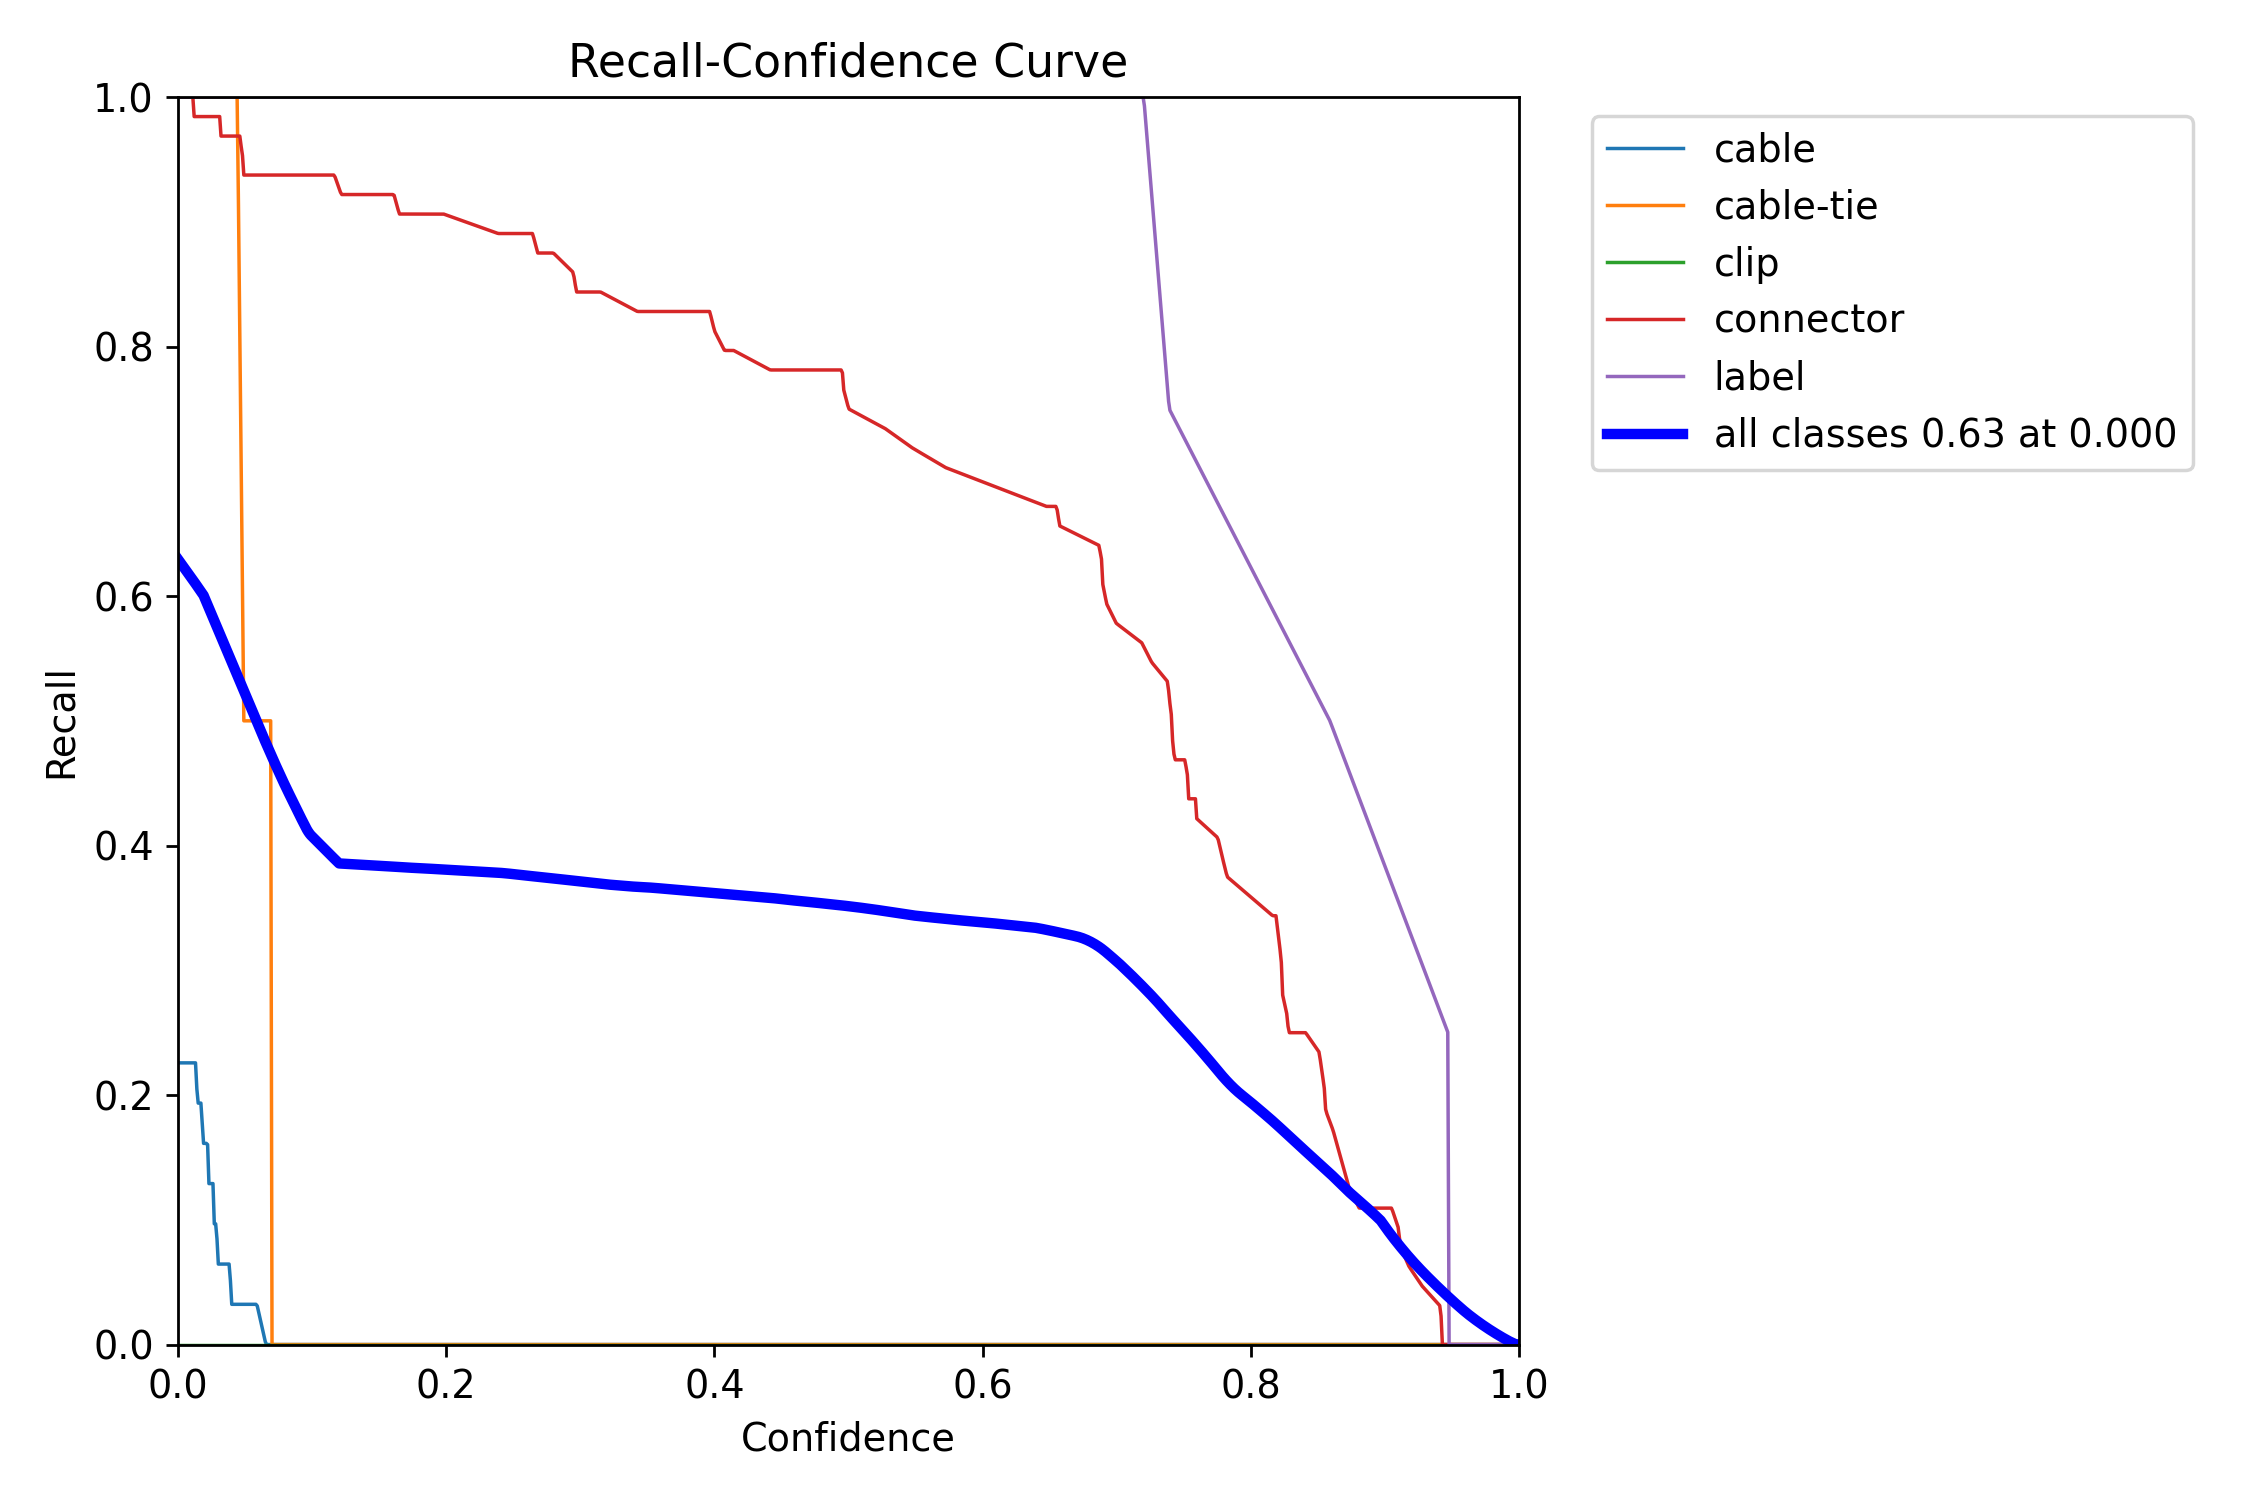 Recall-Confidence Curve
1.0
0.8
0.6
0.4
0.2
0.0
Recall
0.0 0.2 0.4 0.6 0.8 1.0
Confidence
cable
cable-tie
clip
connector
label
all classes 0.63 at 0.000